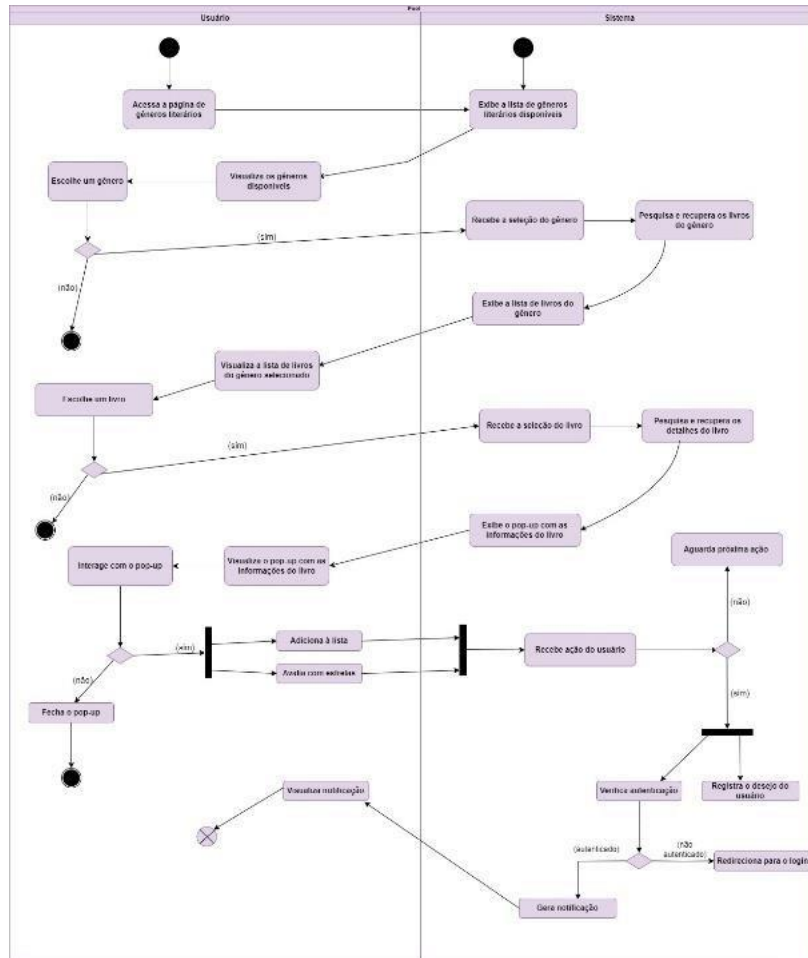 Pool
Usuário
Sistema
Acessa a página de
gêneros literários
Exibe a lista de gêneros
literários disponíveis
Escolhe um gênero
Visualiza os gêneros
disponíveis
Recebe a seleção do gênero
Pesquisa e recupera os livros
do gênero
(sim)
(não)
Exibe a lista de livros do
gênero
Visualiza a lista de livros
do gênero selecionado
Escolhe um livro
Recebe a seleção do livro
Pesquisa e recupera os
detalhes do livro
(sim)
(não)
Exibe o pop-up com as
informações do livro
Interage com o pop-up
Visualiza o pop-up com as
informações do livro
Aguarda próxima ação
(não)
Adiciona à lista
(sim)
Recebe ação do usuário
Avalia com estrelas
(não)
(sim)
Fecha o pop-up
Visualiza notificação
Verifica autenticação
Registra o desejo do
usuário
(autenticado)
(não
autenticado)
Redireciona para o login
Gera notificação